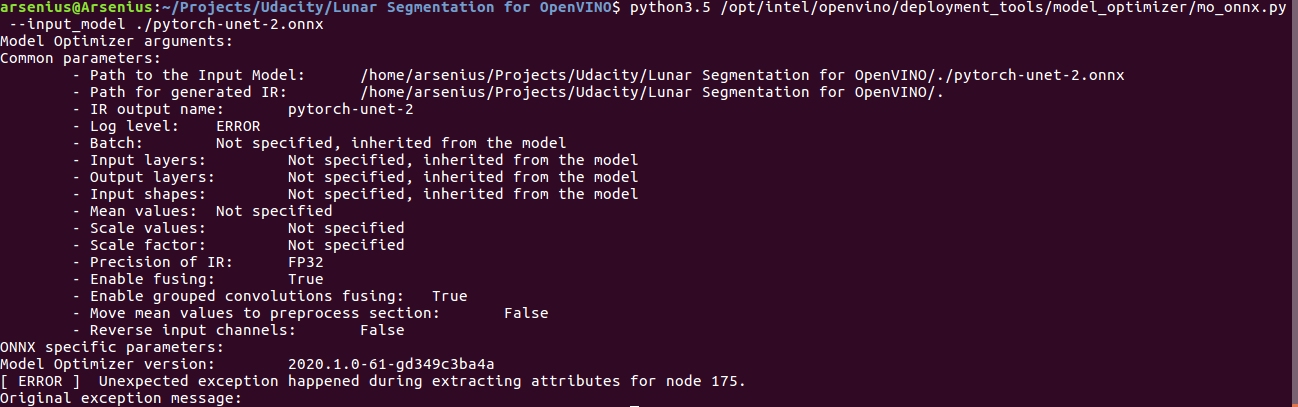 arsenius@Arsenius:~/Projects/Udacity/Lunar Segmentation for OpenVINO$ python3.5 /opt/intel/openvino/deployment_tools/model_optimizer/mo_onnx.py
--input_model ./pytorch-unet-2.onnx
Model Optimizer arguments:
Common parameters:
- Path to the Input Model: /home/arsenius/Projects/Udacity/Lunar Segmentation for OpenVINO/./pytorch-unet-2.onnx
- Path for generated IR: /home/arsenius/Projects/Udacity/Lunar Segmentation for OpenVINO/.
- IR output name: pytorch-unet-2
- Log level: ERROR
- Batch: Not specified, inherited from the model
- Input layers: Not specified, inherited from the model
- Output layers: Not specified, inherited from the model
- Input shapes: Not specified, inherited from the model
- Mean values: Not specified
- Scale values: Not specified
- Scale factor: Not specified
- Precision of IR: FP32
- Enable fusing: True
- Enable grouped convolutions fusing: True
- Move mean values to preprocess section: False
- Reverse input channels: False
ONNX specific parameters:
Model Optimizer version: 2020.1.0-61-gd349c3ba4a
[ ERROR ] Unexpected exception happened during extracting attributes for node 175.
Original exception message: